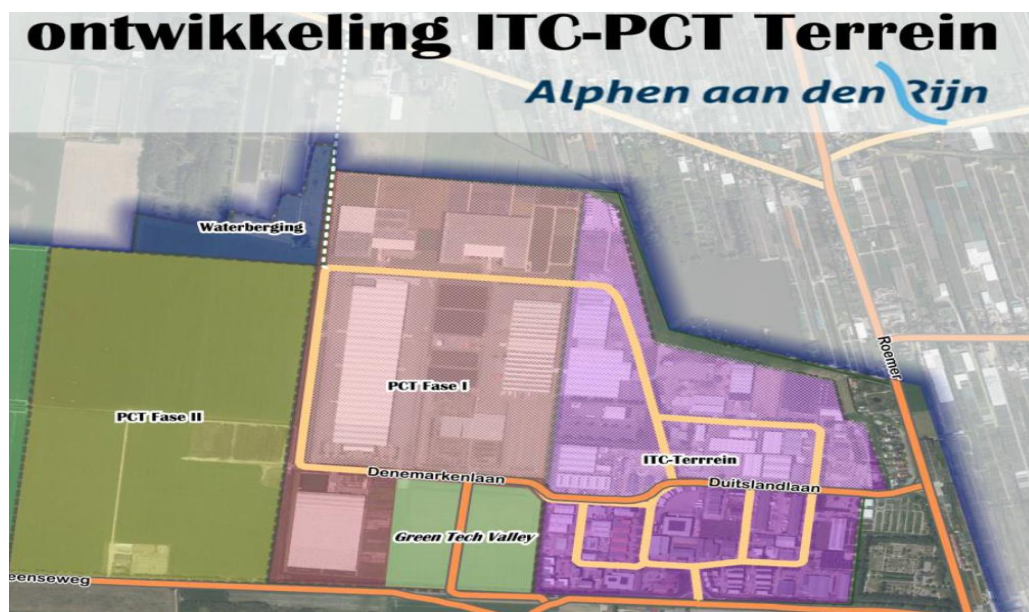 ontwikkeling ITC-PCT Terrein
Alphen aan den Rijn
Waterberging
Roemer
PCT Fase I
PCT Fase II
ITC-Terrrein
Denemarkenlaan
Duitslandlaan
Green Tech Valley
eenseweg